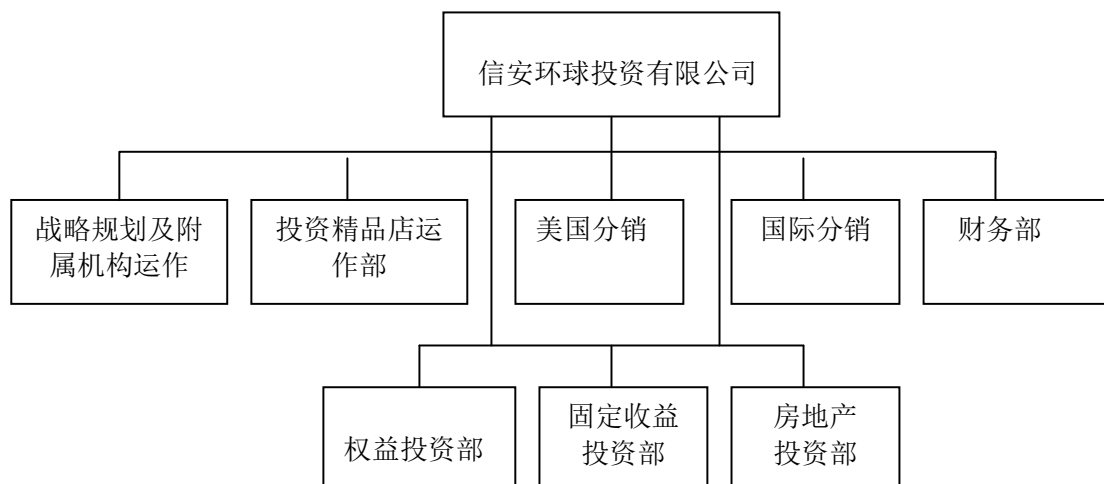 信安环球投资有限公司
战略规划及附
属机构运作
投资精品店运
作部
美国分销
国际分销
财务部
权益投资部
固定收益
投资部
房地产
投资部